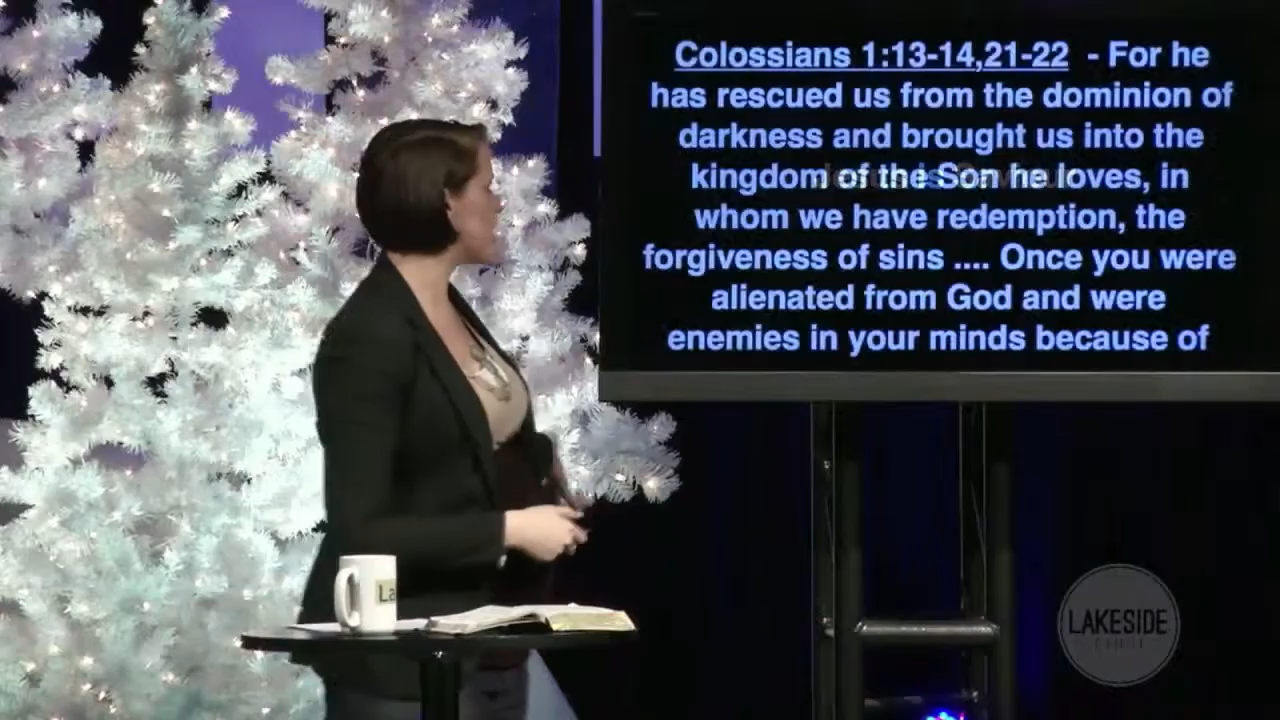 Colossians 1:13-14,21-22 - For he
has rescued us from the dominion of
darkness and brought us into the
kingdom of the Son he loves, in
whom we have redemption, the
forgiveness of sins .... Once you were
alienated from God and were
enemies in your minds because of
La
LAKESIDE